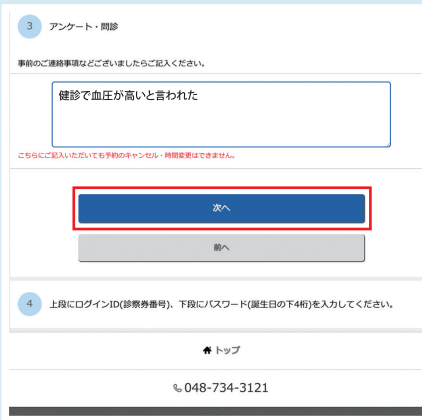 3 アンケート・問診
事前のご連絡事項などございましたらご記入ください。
健診で血圧が高いと言われた
こちらにご記入いただいても予約のキャンセル・時間変更はできません。
次へ
前へ
4 上段にログインID(診察券番号)、下段にパスワード(誕生日の下4桁)を入力してください。
トップ
048-734-3121